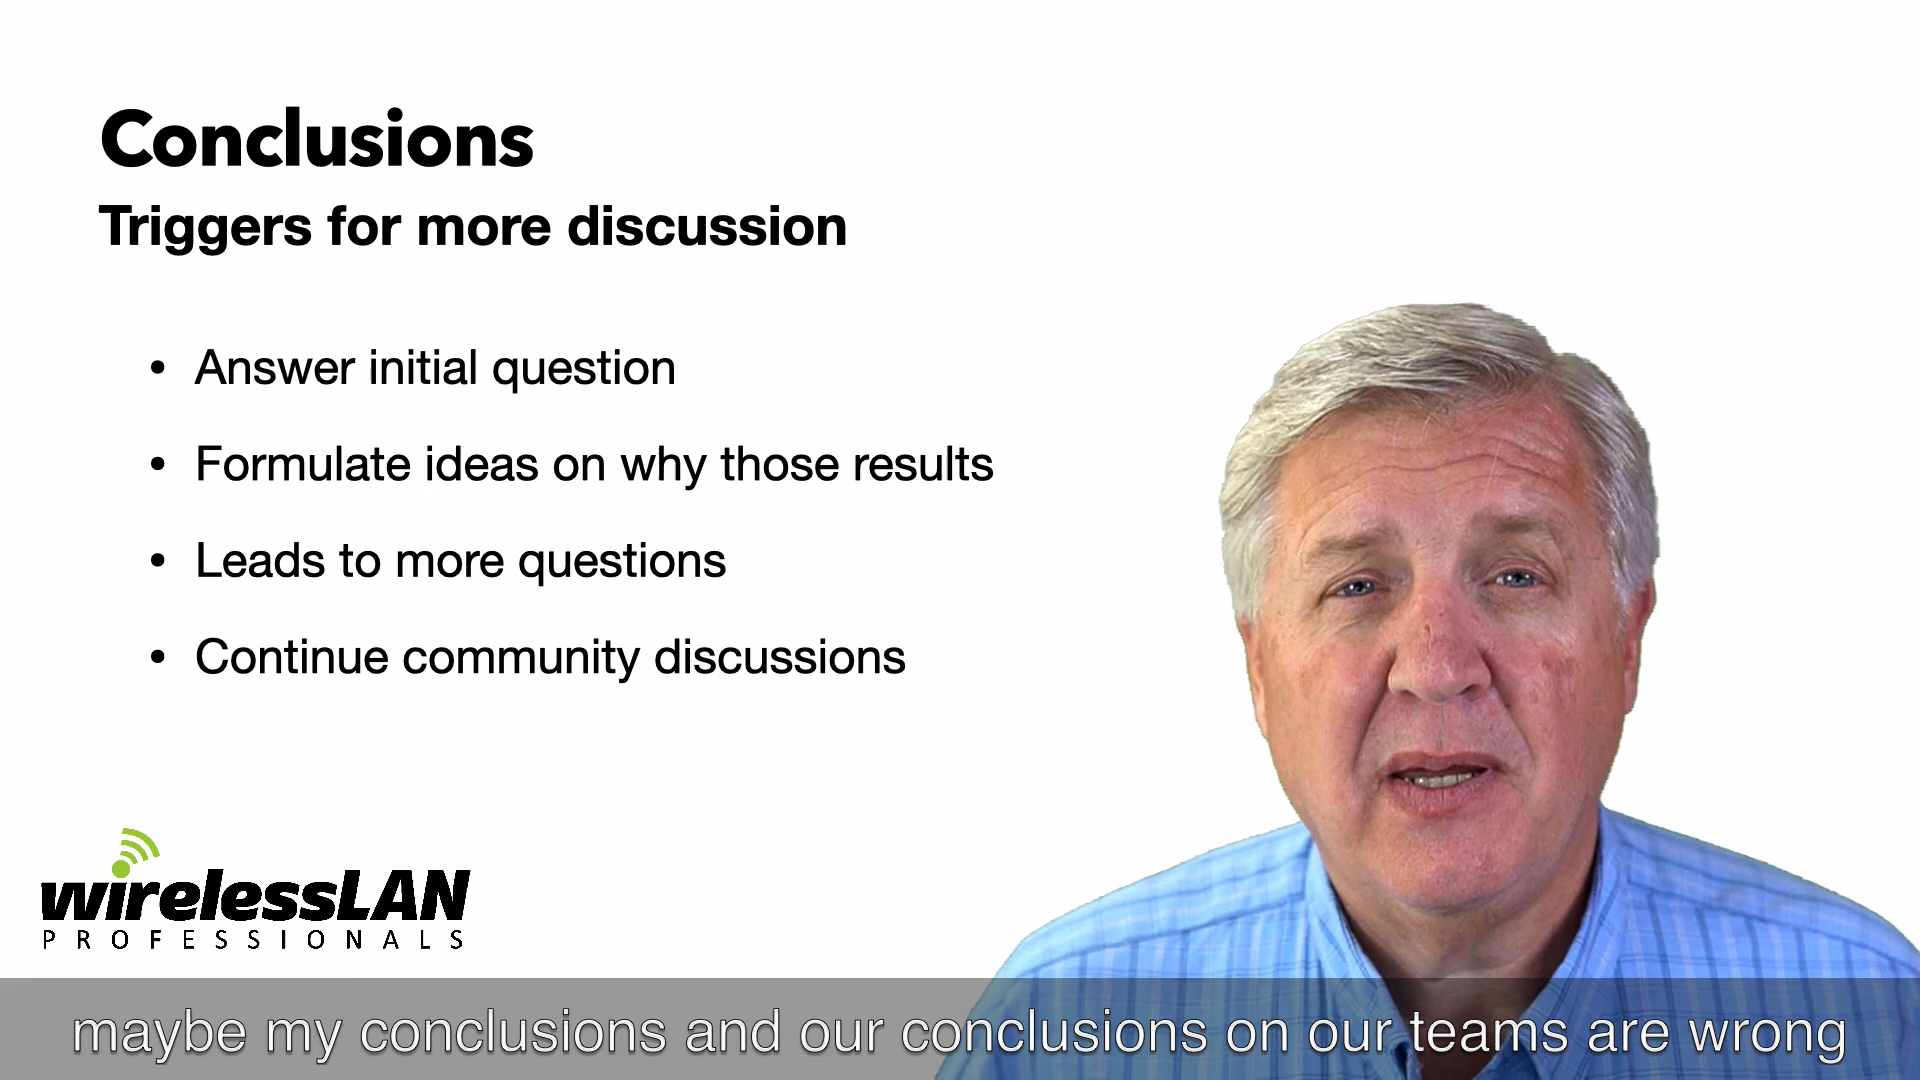 Conclusions
Triggers for more discussion
• Answer initial question
• Formulate ideas on why those results
• Leads to more questions
• Continue community discussions
wirelessLAN
PROFESSIONALS
maybe my conclusions and our conclusions on our teams are wrong